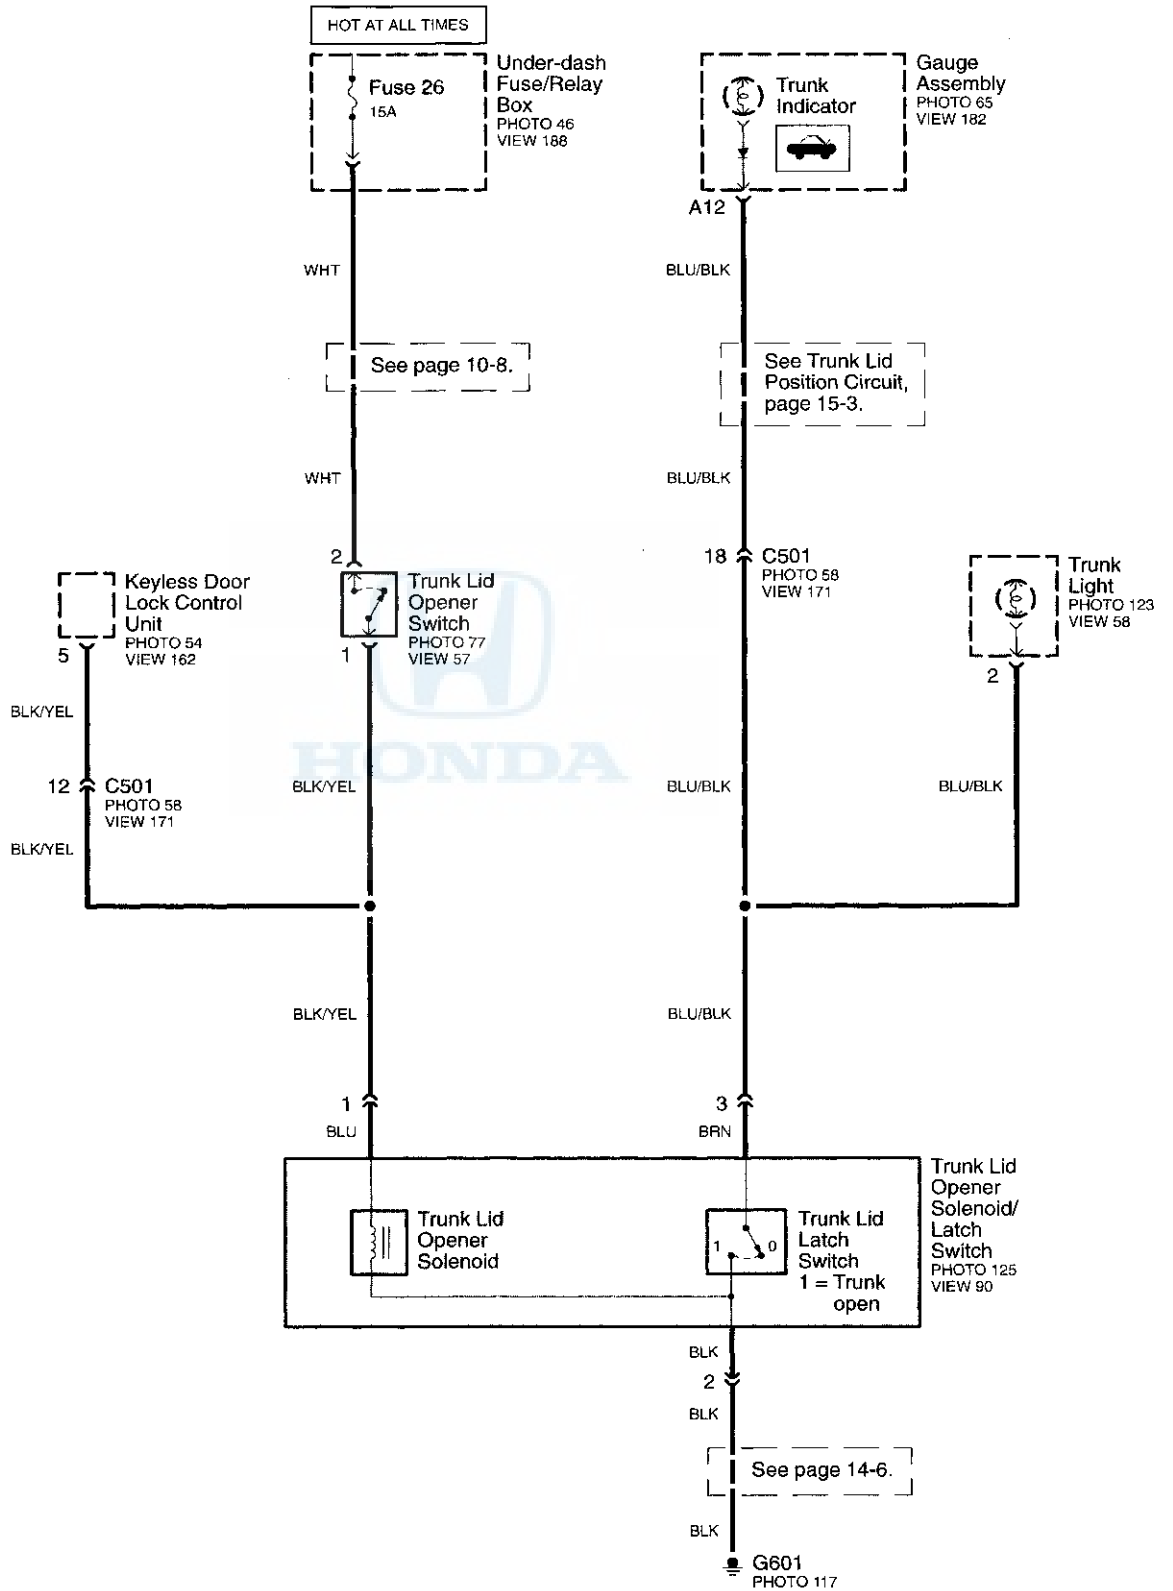 HOT AT ALL TIMES
Fuse 26
15A
Under-dash
Fuse/Relay
Box
PHOTO 46
VIEW 188
Trunk
Indicator
Gauge
Assembly
PHOTO 65
VIEW 182
A12
WHT
BLU/BLK
See page 10-8.
See Trunk Lid
Position Circuit,
page 15-3.
WHT
BLU/BLK
2
18
C501
PHOTO 58
VIEW 171
Keyless Door
Lock Control
Unit
PHOTO 54
VIEW 162
5
Trunk Lid
Opener
Switch
PHOTO 77
VIEW 57
1
Trunk
Light
PHOTO 123
VIEW 58
2
BLK/YEL
HONDA
12
C501
PHOTO 58
VIEW 171
BLK/YEL
BLU/BLK
BLU/BLK
BLK/YEL
BLK/YEL
BLU/BLK
1
3
BLU
BRN
Trunk Lid
Opener
Solenoid
Trunk Lid
Latch
Switch
1 = Trunk
open
1
0
Trunk Lid
Opener
Solenoid/
Latch
Switch
PHOTO 125
VIEW 90
BLK
2
BLK
See page 14-6.
BLK
G601
PHOTO 117